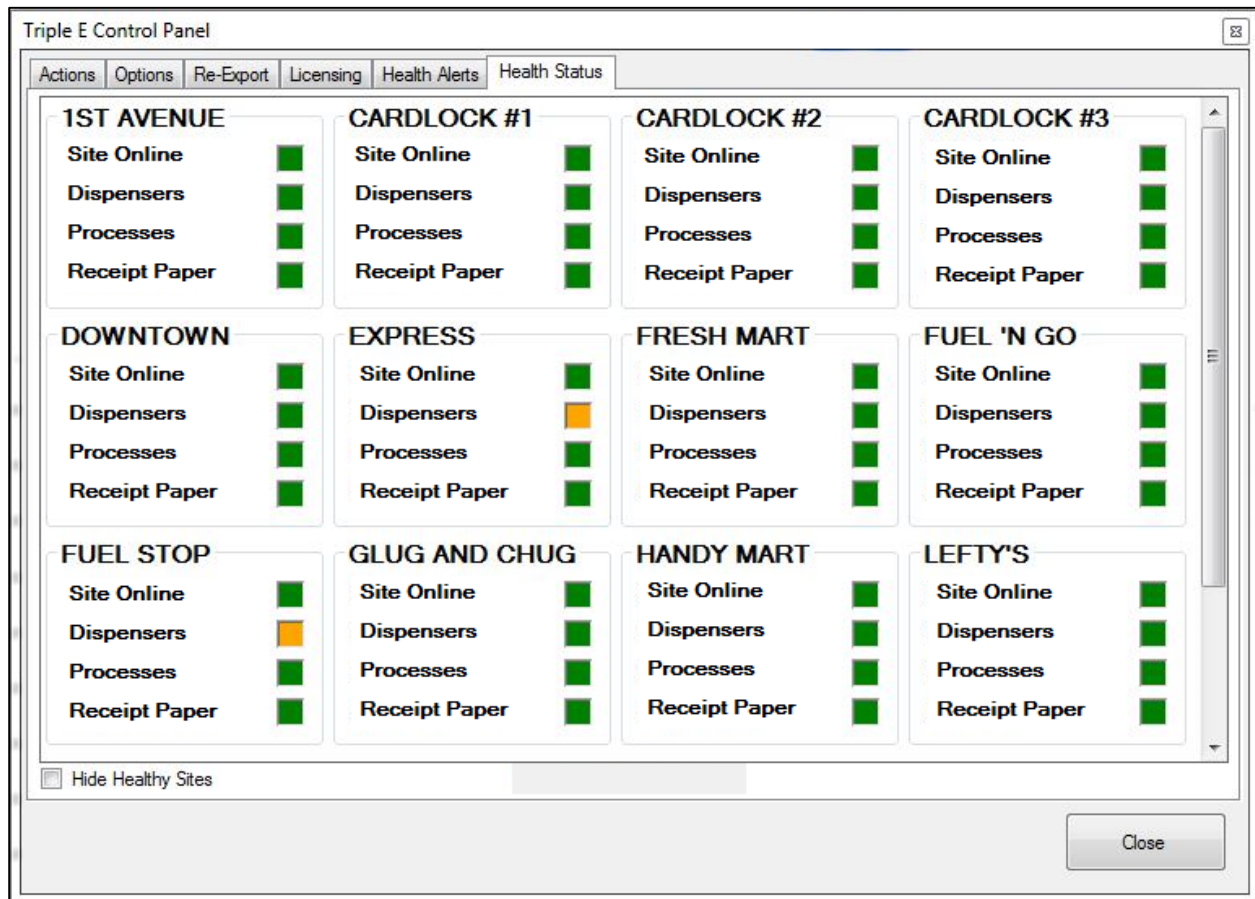 Triple E Control Panel
Actions Options Re-Export Licensing Health Alerts Health Status
1ST AVENUE
Site Online
Dispensers
Processes
Receipt Paper
CARDLOCK #1
Site Online
Dispensers
Processes
Receipt Paper
CARDLOCK #2
Site Online
Dispensers
Processes
Receipt Paper
CARDLOCK #3
Site Online
Dispensers
Processes
Receipt Paper
DOWNTOWN
Site Online
Dispensers
Processes
Receipt Paper
EXPRESS
Site Online
Dispensers
Processes
Receipt Paper
FRESH MART
Site Online
Dispensers
Processes
Receipt Paper
FUEL 'N GO
Site Online
Dispensers
Processes
Receipt Paper
FUEL STOP
Site Online
Dispensers
Processes
Receipt Paper
GLUG AND CHUG
Site Online
Dispensers
Processes
Receipt Paper
HANDY MART
Site Online
Dispensers
Processes
Receipt Paper
LEFTY'S
Site Online
Dispensers
Processes
Receipt Paper
Hide Healthy Sites
Close